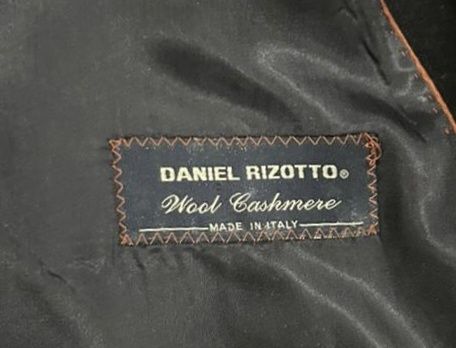 DANIEL RIZOTTO®
Wool Cashmere
MADE IN ITALY